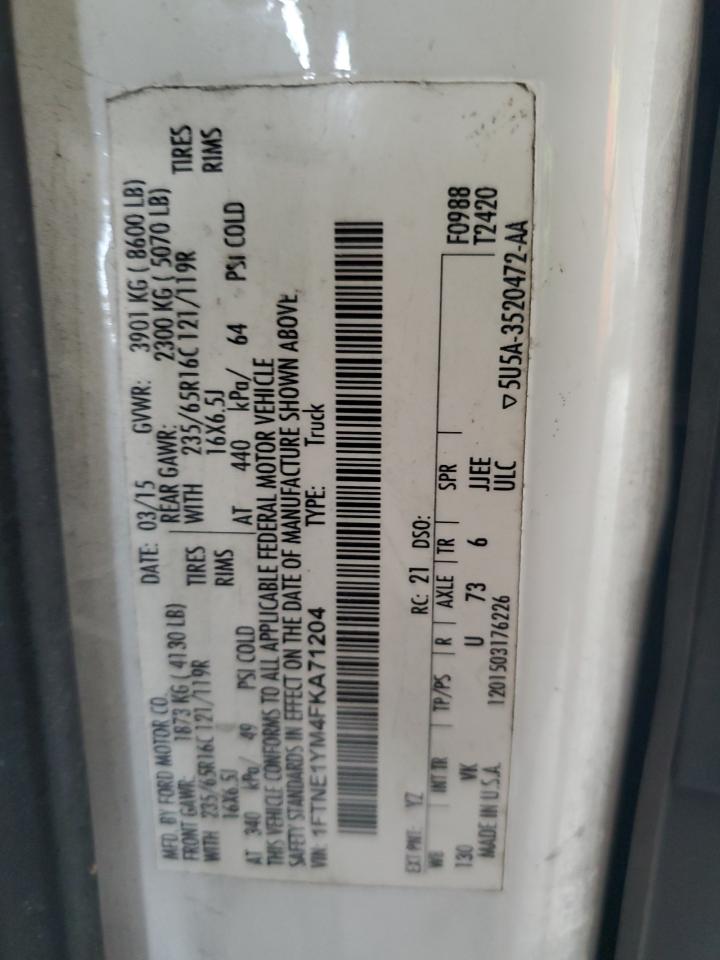 MFD. BY FORD MOTOR CO.
DATE: 03/15 GVWR: 3901 KG ( 8600 LB)
FRONT GAWR: 1873 KG ( 4130 LB) REAR GAWR: 2300 KG ( 5070 LB)
WITH 235/65R16C 121/119R TIRES WITH 235/65R16C 121/119R TIRES
16X6.5J RIMS 16X6.5J RIMS
AT 340 kPa/ 49 PSI COLD AT 440 kPa/ 64 PSI COLD
THIS VEHICLE CONFORMS TO ALL APPLICABLE FEDERAL MOTOR VEHICLE
SAFETY STANDARDS IN EFFECT ON THE DATE OF MANUFACTURE SHOWN ABOVE.
VIN: 1FTNE1YM4FKA71204 TYPE: Truck
EXT PNT: YZ RC: 21 DSO: F0988
WB INT TR TP/PS R AXLE TR SPR T2420
130 VK U 73 6 JJEE
MADE IN U.S.A. 1201503176226 ULC
▽ 5U5A-3520472-AA